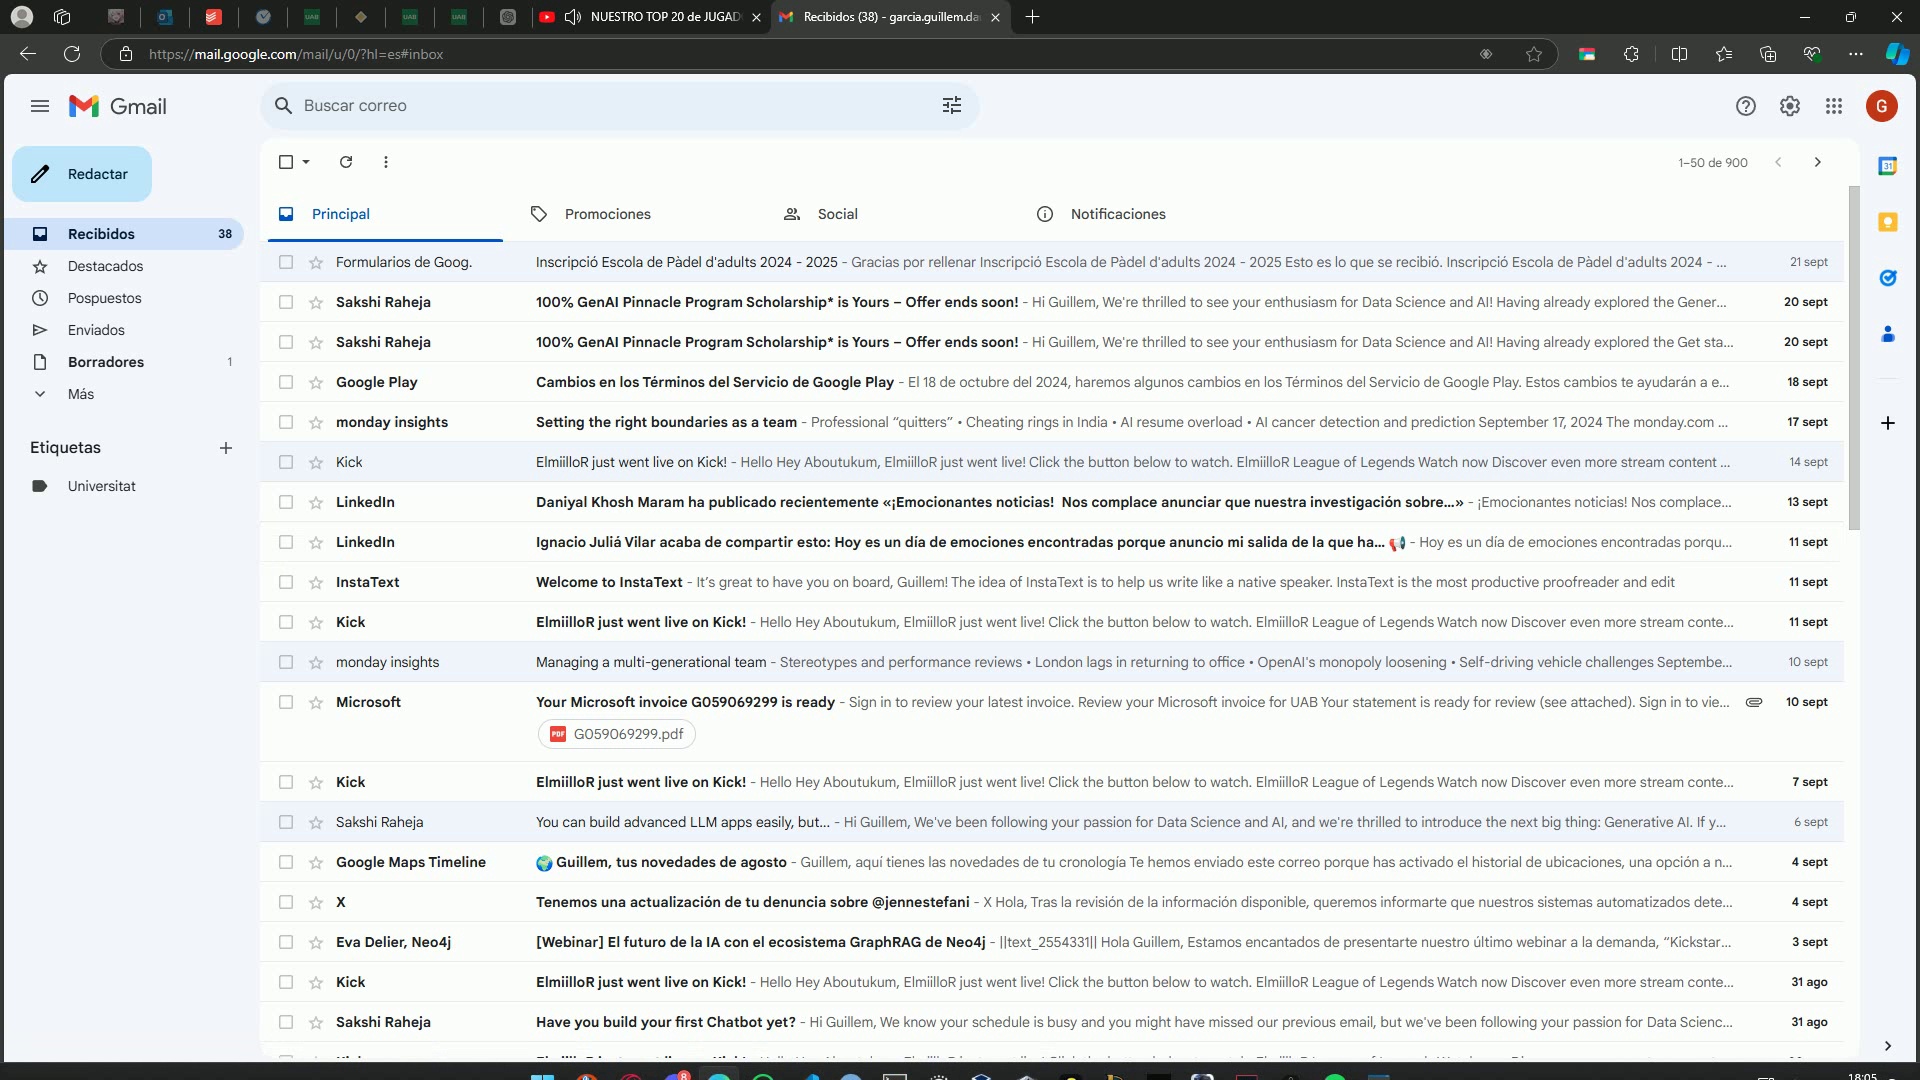 NUESTRO TOP 20 de JUGAD
Recibidos (38) - garcia.guillem.da
https://mail.google.com/mail/u/0/?hl=es#inbox
Gmail
Buscar correo
G
Redactar
1–50 de 900
Principal
Promociones
Social
Notificaciones
Recibidos 38
Destacados
Pospuestos
Enviados
Borradores 1
Más
Etiquetas
Universitat
Formularios de Goog. Inscripció Escola de Pàdel d'adults 2024 - 2025 - Gracias por rellenar Inscripció Escola de Pàdel d'adults 2024 - 2025 Esto es lo que se recibió. Inscripció Escola de Pàdel d'adults 2024 - ... 21 sept
Sakshi Raheja 100% GenAI Pinnacle Program Scholarship* is Yours – Offer ends soon! - Hi Guillem, We're thrilled to see your enthusiasm for Data Science and AI! Having already explored the Gener... 20 sept
Sakshi Raheja 100% GenAI Pinnacle Program Scholarship* is Yours – Offer ends soon! - Hi Guillem, We're thrilled to see your enthusiasm for Data Science and AI! Having already explored the Get sta... 20 sept
Google Play Cambios en los Términos del Servicio de Google Play - El 18 de octubre del 2024, haremos algunos cambios en los Términos del Servicio de Google Play. Estos cambios te ayudarán a e... 18 sept
monday insights Setting the right boundaries as a team - Professional “quitters” • Cheating rings in India • AI resume overload • AI cancer detection and prediction September 17, 2024 The monday.com ... 17 sept
Kick ElmiilloR just went live on Kick! - Hello Hey Aboutukum, ElmiilloR just went live! Click the button below to watch. ElmiilloR League of Legends Watch now Discover even more stream content ... 14 sept
LinkedIn Daniyal Khosh Maram ha publicado recientemente «¡Emocionantes noticias! Nos complace anunciar que nuestra investigación sobre...» - ¡Emocionantes noticias! Nos complace... 13 sept
LinkedIn Ignacio Juliá Vilar acaba de compartir esto: Hoy es un día de emociones encontradas porque anuncio mi salida de la que ha... 📢 - Hoy es un día de emociones encontradas porqu... 11 sept
InstaText Welcome to InstaText - It’s great to have you on board, Guillem! The idea of InstaText is to help us write like a native speaker. InstaText is the most productive proofreader and edit 11 sept
Kick ElmiilloR just went live on Kick! - Hello Hey Aboutukum, ElmiilloR just went live! Click the button below to watch. ElmiilloR League of Legends Watch now Discover even more stream conte... 11 sept
monday insights Managing a multi-generational team - Stereotypes and performance reviews • London lags in returning to office • OpenAI's monopoly loosening • Self-driving vehicle challenges Septembe... 10 sept
Microsoft Your Microsoft invoice G059069299 is ready - Sign in to review your latest invoice. Review your Microsoft invoice for UAB Your statement is ready for review (see attached). Sign in to vie... 10 sept
PDF G059069299.pdf
Kick ElmiilloR just went live on Kick! - Hello Hey Aboutukum, ElmiilloR just went live! Click the button below to watch. ElmiilloR League of Legends Watch now Discover even more stream conte... 7 sept
Sakshi Raheja You can build advanced LLM apps easily, but... - Hi Guillem, We've been following your passion for Data Science and AI, and we're thrilled to introduce the next big thing: Generative AI. If y... 6 sept
Google Maps Timeline 🌍 Guillem, tus novedades de agosto - Guillem, aquí tienes las novedades de tu cronología Te hemos enviado este correo porque has activado el historial de ubicaciones, una opción a n... 4 sept
X Tenemos una actualización de tu denuncia sobre @jennestefani - X Hola, Tras la revisión de la información disponible, queremos informarte que nuestros sistemas automatizados dete... 4 sept
Eva Delier, Neo4j [Webinar] El futuro de la IA con el ecosistema GraphRAG de Neo4j - ||text_2554331|| Hola Guillem, Estamos encantados de presentarte nuestro último webinar a la demanda, “Kickstar... 3 sept
Kick ElmiilloR just went live on Kick! - Hello Hey Aboutukum, ElmiilloR just went live! Click the button below to watch. ElmiilloR League of Legends Watch now Discover even more stream conte... 31 ago
Sakshi Raheja Have you build your first Chatbot yet? - Hi Guillem, We know your schedule is busy and you might have missed our previous email, but we've been following your passion for Data Scienc... 31 ago
18:05